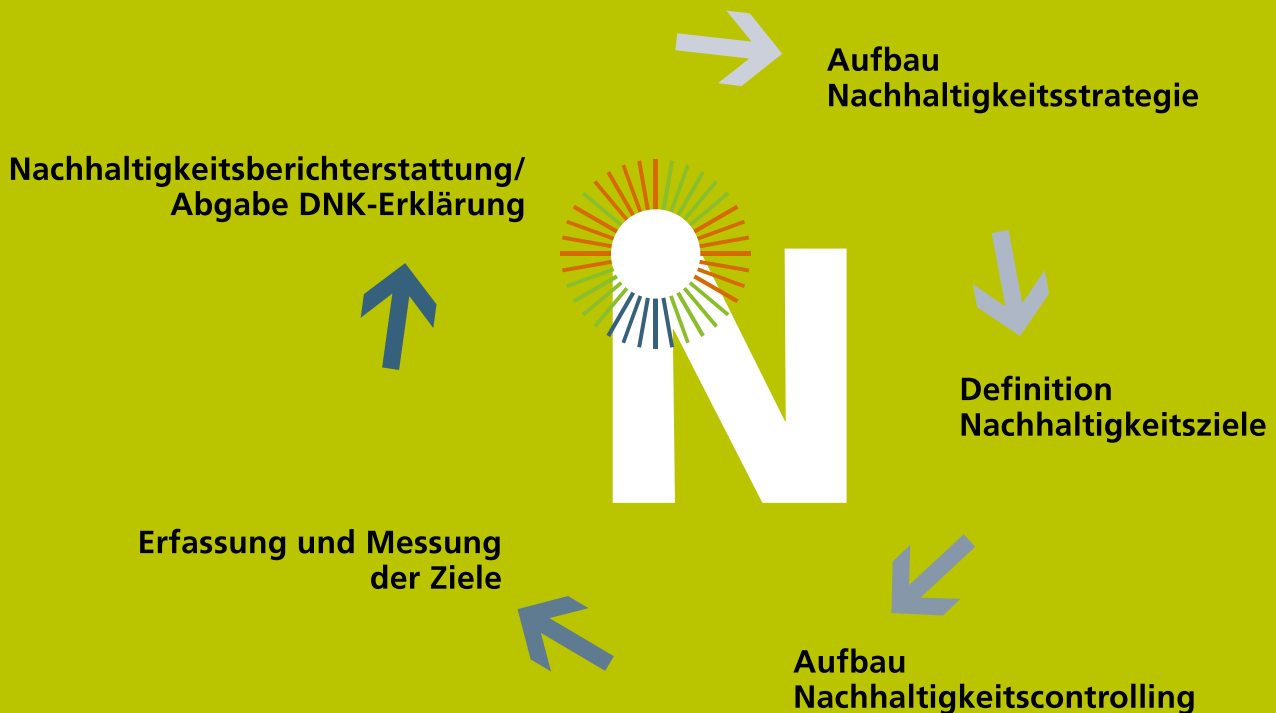 Aufbau
Nachhaltigkeitsstrategie
Definition
Nachhaltigkeitsziele
Aufbau
Nachhaltigkeitscontrolling
Erfassung und Messung
der Ziele
Nachhaltigkeitsberichterstattung/
Abgabe DNK-Erklärung
N